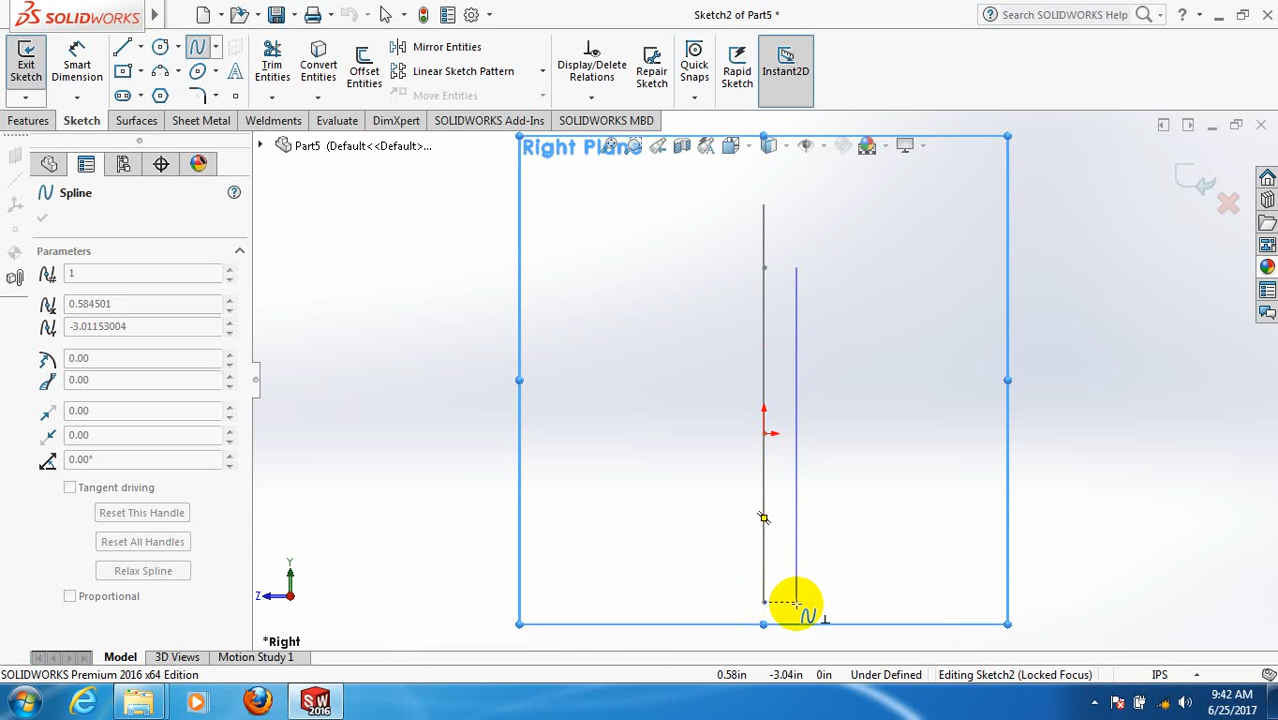 SOLIDWORKS
Sketch2 of Part5 *
Search SOLIDWORKS Help
Exit Sketch
Smart Dimension
Trim Entities
Convert Entities
Offset Entities
Mirror Entities
Linear Sketch Pattern
Move Entities
Display/Delete Relations
Repair Sketch
Quick Snaps
Rapid Sketch
Instant2D
Features Sketch Surfaces Sheet Metal Weldments Evaluate DimXpert SOLIDWORKS Add-Ins SOLIDWORKS MBD
Part5 (Default<<Default>...
Right Plane
Spline
Parameters
1
0.584501
-3.01153004
0.00
0.00
0.00
0.00
0.00°
Tangent driving
Reset This Handle
Reset All Handles
Relax Spline
Proportional
Y
Z
*Right
Model 3D Views Motion Study 1
SOLIDWORKS Premium 2016 x64 Edition
0.58in -3.04in 0in Under Defined Editing Sketch2 (Locked Focus) IPS
SW 2016
9:42 AM
6/25/2017